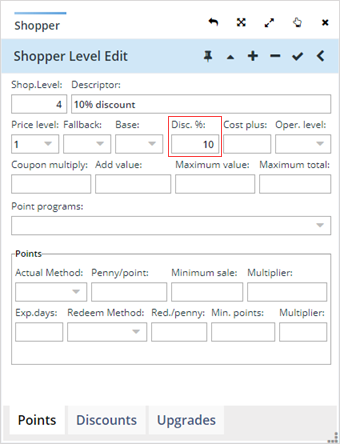 Shopper
Shopper Level Edit
Shop.Level: Descriptor:
4 10% discount
Price level: Fallback: Base: Disc. %: Cost plus: Oper. level:
1 10
Coupon multiply: Add value: Maximum value: Maximum total:
Point programs:
Points
Actual Method: Penny/point: Minimum sale: Multiplier:
Exp.days: Redeem Method: Red./penny: Min. points: Multiplier:
Points Discounts Upgrades